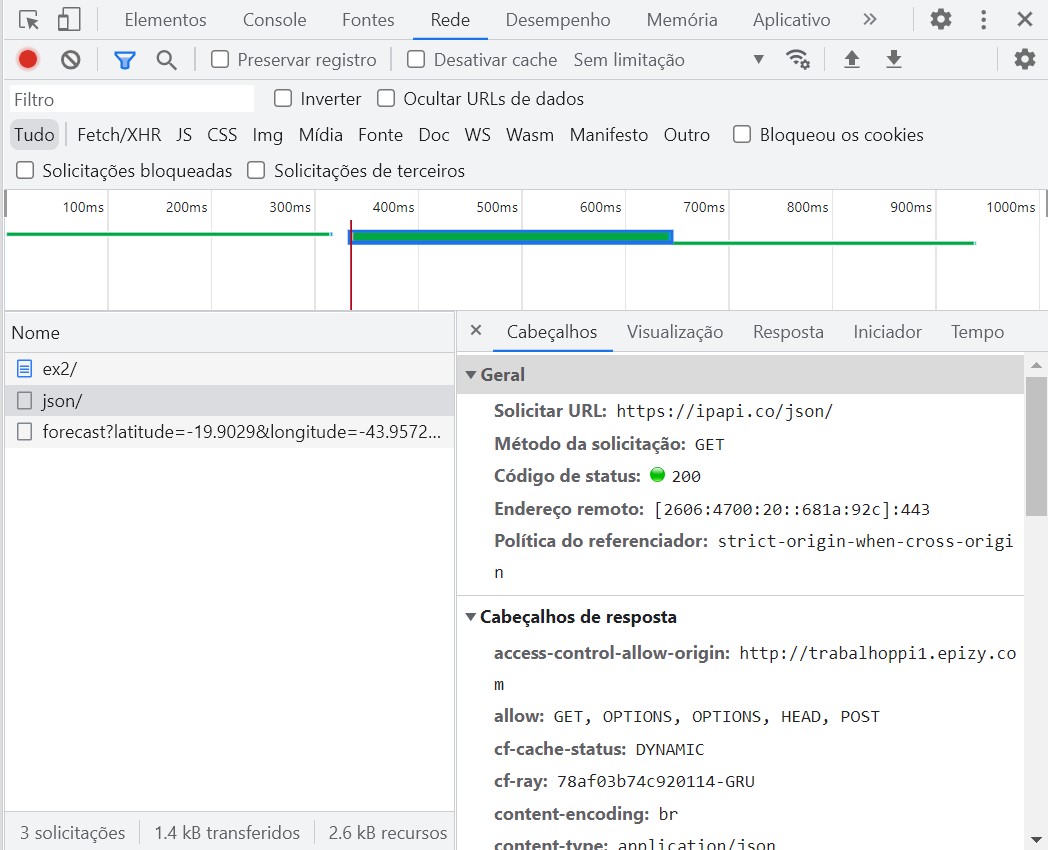 Elementos Console Fontes Rede Desempenho Memória Aplicativo
Preservar registro Desativar cache Sem limitação
Filtro Inverter Ocultar URLs de dados
Tudo Fetch/XHR JS CSS Img Mídia Fonte Doc WS Wasm Manifesto Outro Bloqueou os cookies
Solicitações bloqueadas Solicitações de terceiros
100ms 200ms 300ms 400ms 500ms 600ms 700ms 800ms 900ms 1000ms
Nome
ex2/
json/
forecast?latitude=-19.9029&longitude=-43.9572...
3 solicitações 1.4 kB transferidos 2.6 kB recursos
Cabeçalhos Visualização Resposta Iniciador Tempo
Geral
Solicitar URL: https://ipapi.co/json/
Método da solicitação: GET
Código de status: 200
Endereço remoto: [2606:4700:20::681a:92c]:443
Política do referenciador: strict-origin-when-cross-origi
n
Cabeçalhos de resposta
access-control-allow-origin: http://trabalhoppi1.epizy.co
m
allow: GET, OPTIONS, OPTIONS, HEAD, POST
cf-cache-status: DYNAMIC
cf-ray: 78af03b74c920114-GRU
content-encoding: br
content-type: application/json